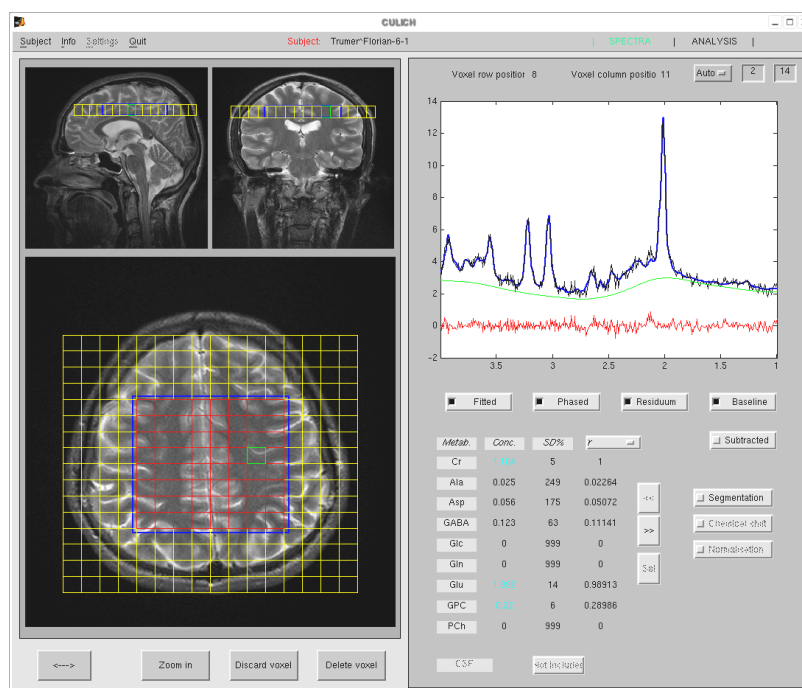 CULICH
Subject Info Settings Quit Subject: Trumer^Florian-6-1 | SPECTRA | ANALYSIS |
Voxel row positior 8 Voxel column positio 11 Auto 2 14
14
12
10
8
6
4
2
0
-2
3.5 3 2.5 2 1.5 1
Fitted Phased Residuum Baseline
Metab. Conc. SD% r Subtracted
Cr 5 1
Ala 0.025 249 0.02264
Asp 0.056 175 0.05072 << Segmentation
GABA 0.123 63 0.11141 >> Chemical shift
Glc 0 999 0 Normalisation
Gln 0 999 0 Sel
Glu 14 0.98913
GPC 0.32 6 0.28986
PCh 0 999 0
<---> Zoom in Discard voxel Delete voxel CSF Not Includes